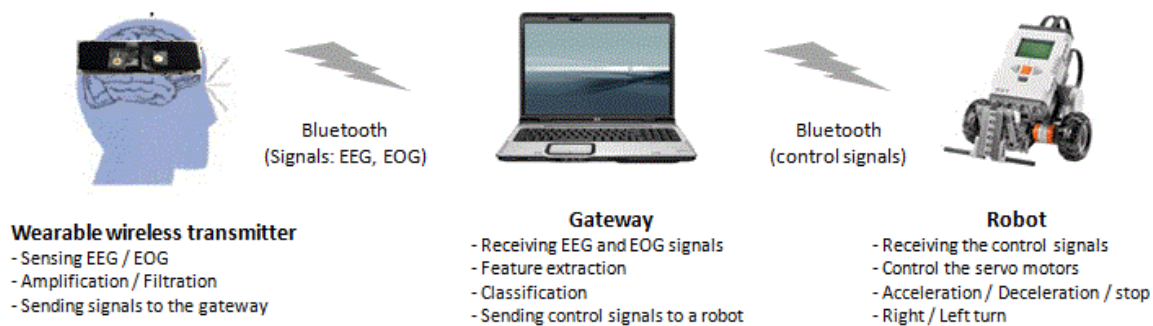 Bluetooth
(Signals: EEG, EOG)
Bluetooth
(control signals)
Wearable wireless transmitter
- Sensing EEG / EOG
- Amplification / Filtration
- Sending signals to the gateway
Gateway
- Receiving EEG and EOG signals
- Feature extraction
- Classification
- Sending control signals to a robot
Robot
- Receiving the control signals
- Control the servo motors
- Acceleration / Deceleration / stop
- Right / Left turn